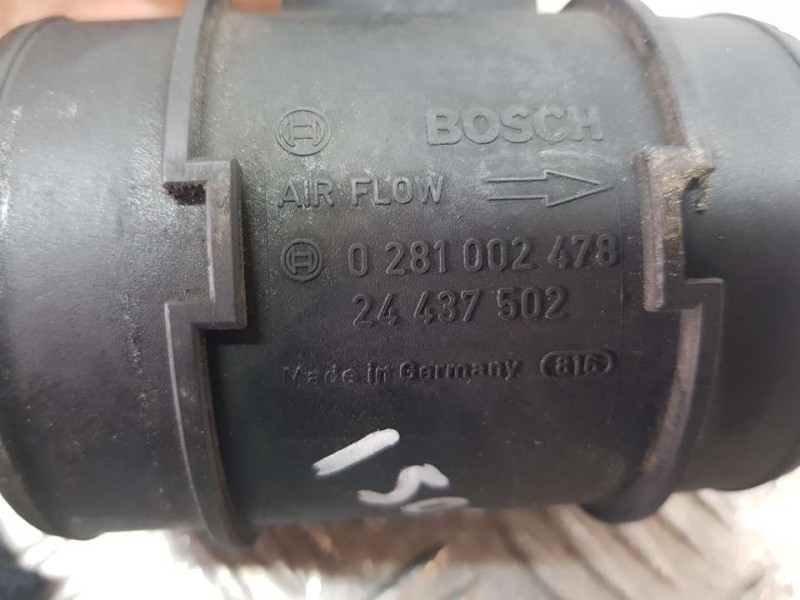 BOSCH
AIR FLOW
0 281 002 478
24 437 502
Made in Germany 816